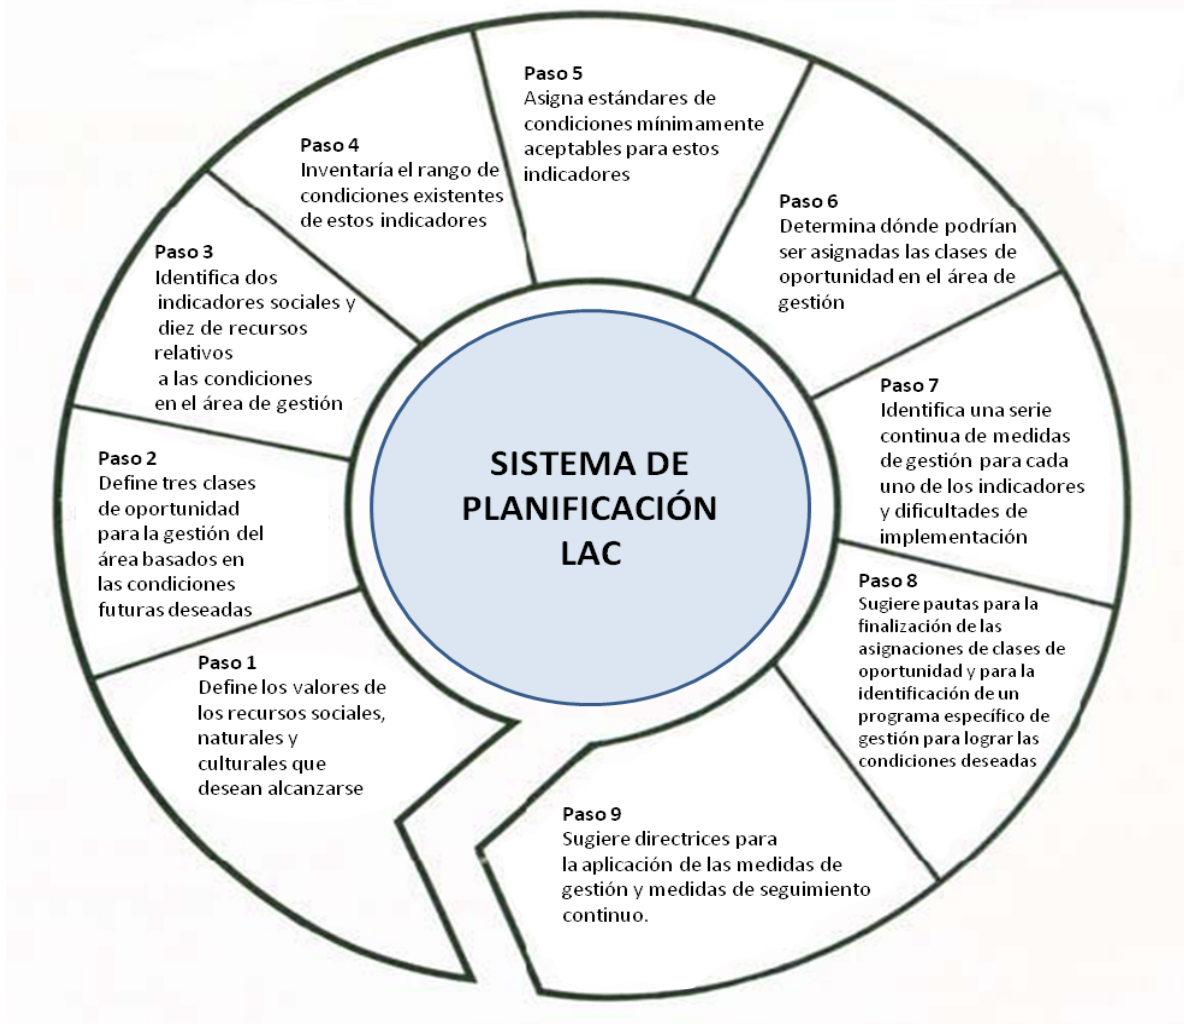 Paso 5
Asigna estándares de
condiciones mínimamente
aceptables para estos
indicadores
Paso 4
Inventaría el rango de
condiciones existentes
de estos indicadores
Paso 6
Determina dónde podrían
ser asignadas las clases de
oportunidad en el área de
gestión
Paso 3
Identifica dos
indicadores sociales y
diez de recursos
relativos
a las condiciones
en el área de gestión
Paso 7
Identifica una serie
continua de medidas
de gestión para cada
uno de los indicadores
y dificultades de
implementación
SISTEMA DE
PLANIFICACIÓN
LAC
Paso 2
Define tres clases
de oportunidad
para la gestión del
área basados en
las condiciones
futuras deseadas
Paso 8
Sugiere pautas para la
finalización de las
asignaciones de clases de
oportunidad y para la
identificación de un
programa específico de
gestión para lograr las
condiciones deseadas
Paso 1
Define los valores de
los recursos sociales,
naturales y
culturales que
desean alcanzarse
Paso 9
Sugiere directrices para
la aplicación de las medidas de
gestión y medidas de seguimiento
continuo.